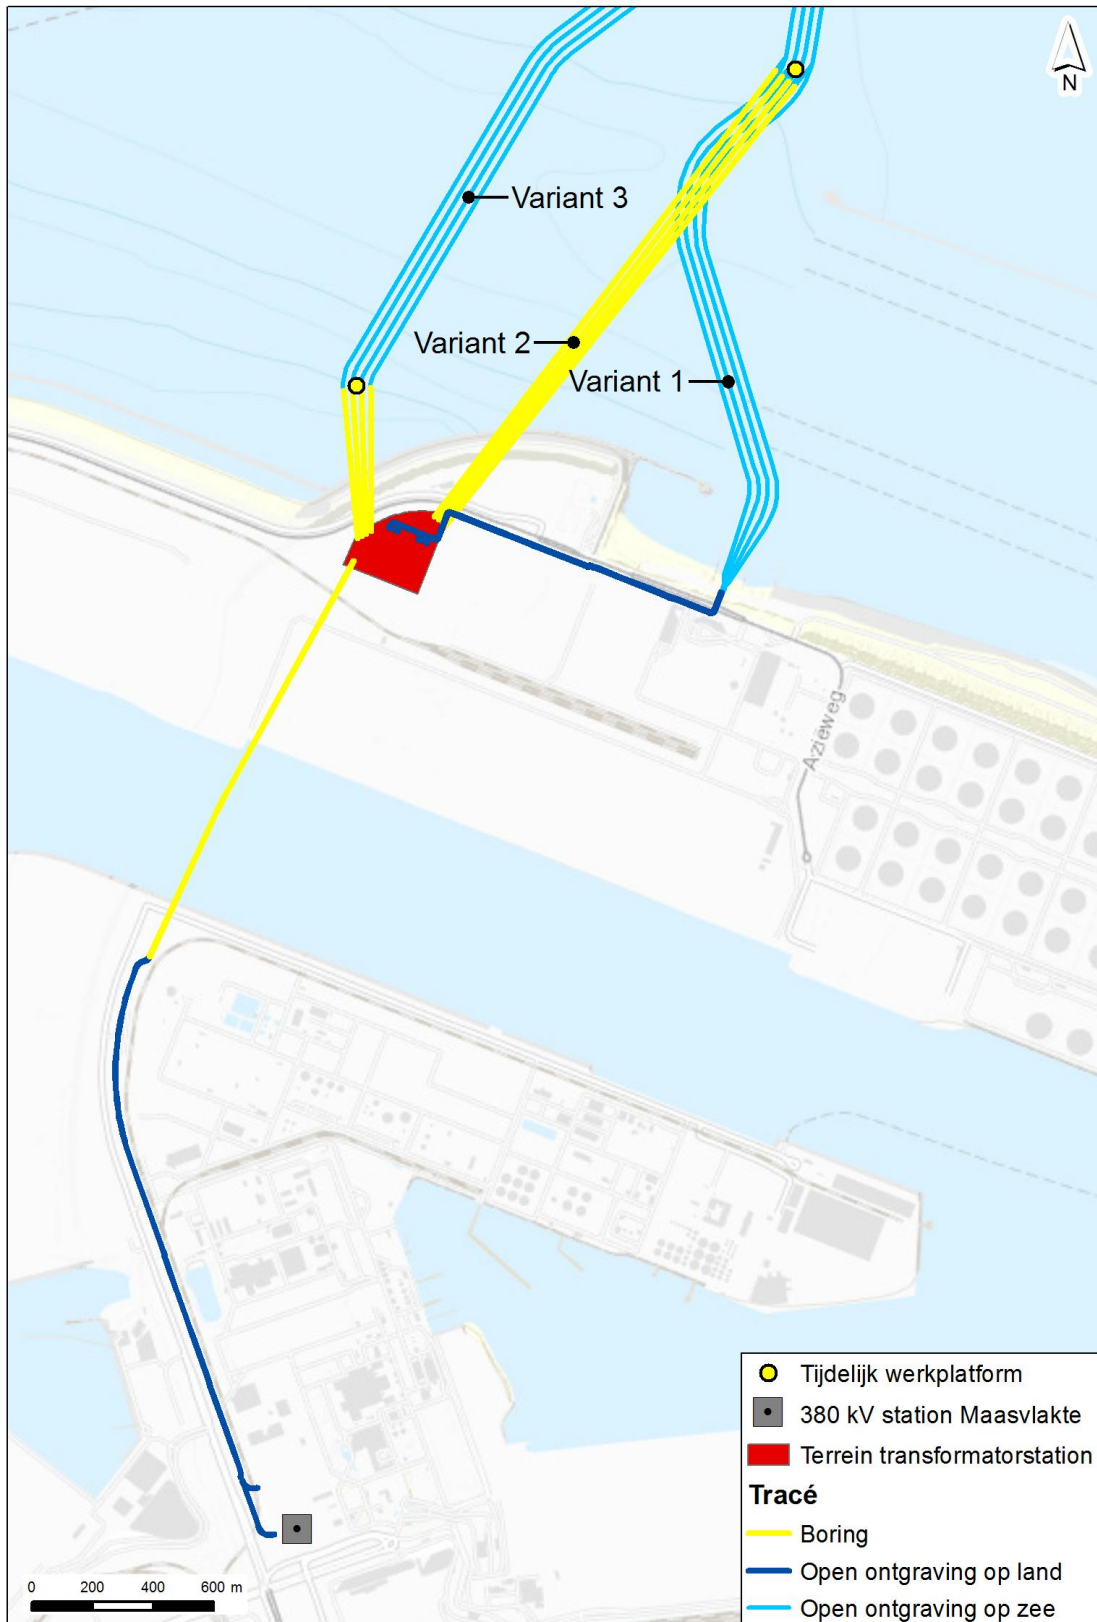 N
Variant 3
Variant 2
Variant 1
Aziëweg
Tijdelijk werkplatform
380 kV station Maasvlakte
Terrein transformatorstation
Tracé
Boring
Open ontgraving op land
Open ontgraving op zee
0 200 400 600 m